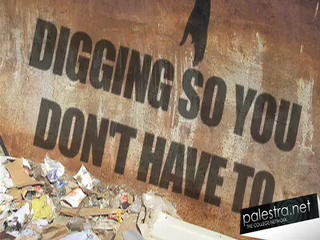 DIGGING SO YOU
DON'T HAVE TO
palestra.net
THE COLLEGE NETWORK